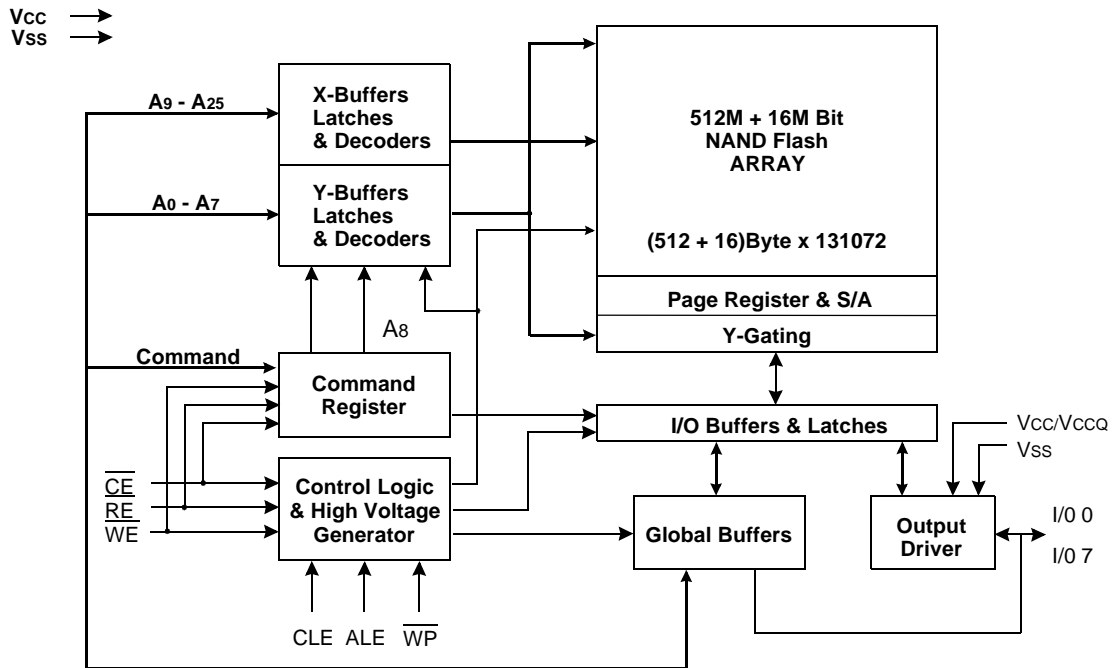 VCC
VSS
A9 - A25
X-Buffers
Latches
& Decoders
A0 - A7
Y-Buffers
Latches
& Decoders
512M + 16M Bit
NAND Flash
ARRAY
(512 + 16)Byte x 131072
Page Register & S/A
Y-Gating
A8
Command
Command
Register
I/O Buffers & Latches
VCC/VCCQ
VSS
CE
RE
WE
Control Logic
& High Voltage
Generator
Global Buffers
Output
Driver
I/0 0
I/0 7
CLE
ALE
WP